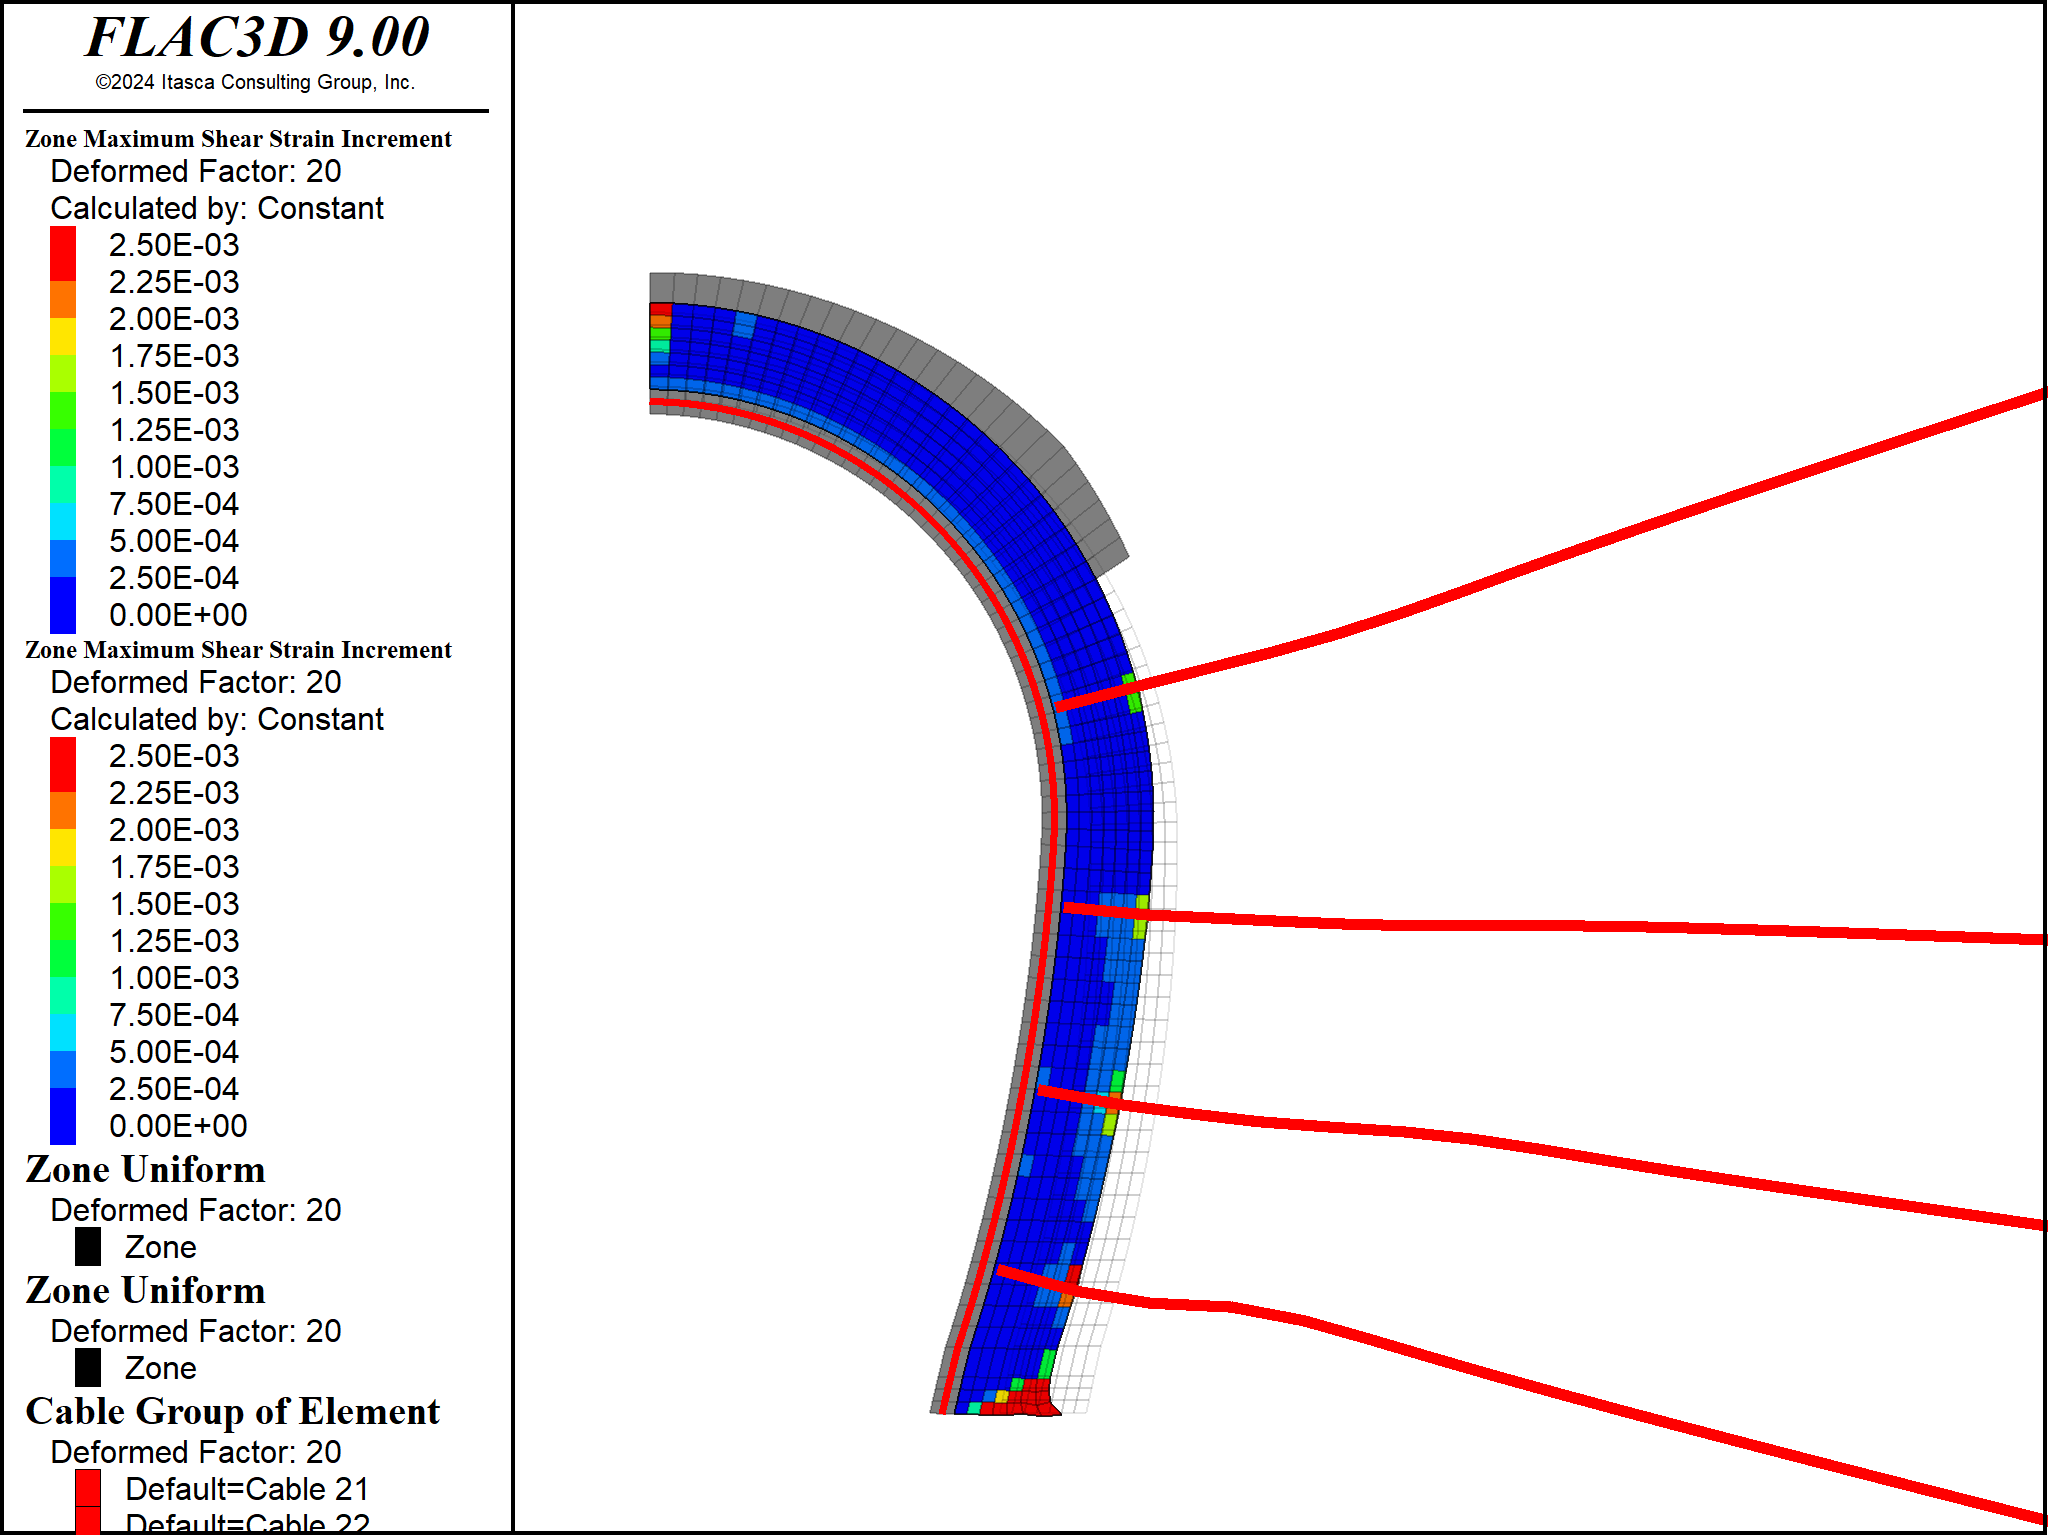 FLAC3D 9.00
©2024 Itasca Consulting Group, Inc.
Zone Maximum Shear Strain Increment
Deformed Factor: 20
Calculated by: Constant
2.50E-03
2.25E-03
2.00E-03
1.75E-03
1.50E-03
1.25E-03
1.00E-03
7.50E-04
5.00E-04
2.50E-04
0.00E+00
Zone Maximum Shear Strain Increment
Deformed Factor: 20
Calculated by: Constant
2.50E-03
2.25E-03
2.00E-03
1.75E-03
1.50E-03
1.25E-03
1.00E-03
7.50E-04
5.00E-04
2.50E-04
0.00E+00
Zone Uniform
Deformed Factor: 20
Zone
Zone Uniform
Deformed Factor: 20
Zone
Cable Group of Element
Deformed Factor: 20
Default=Cable 21
Default=Cable 22